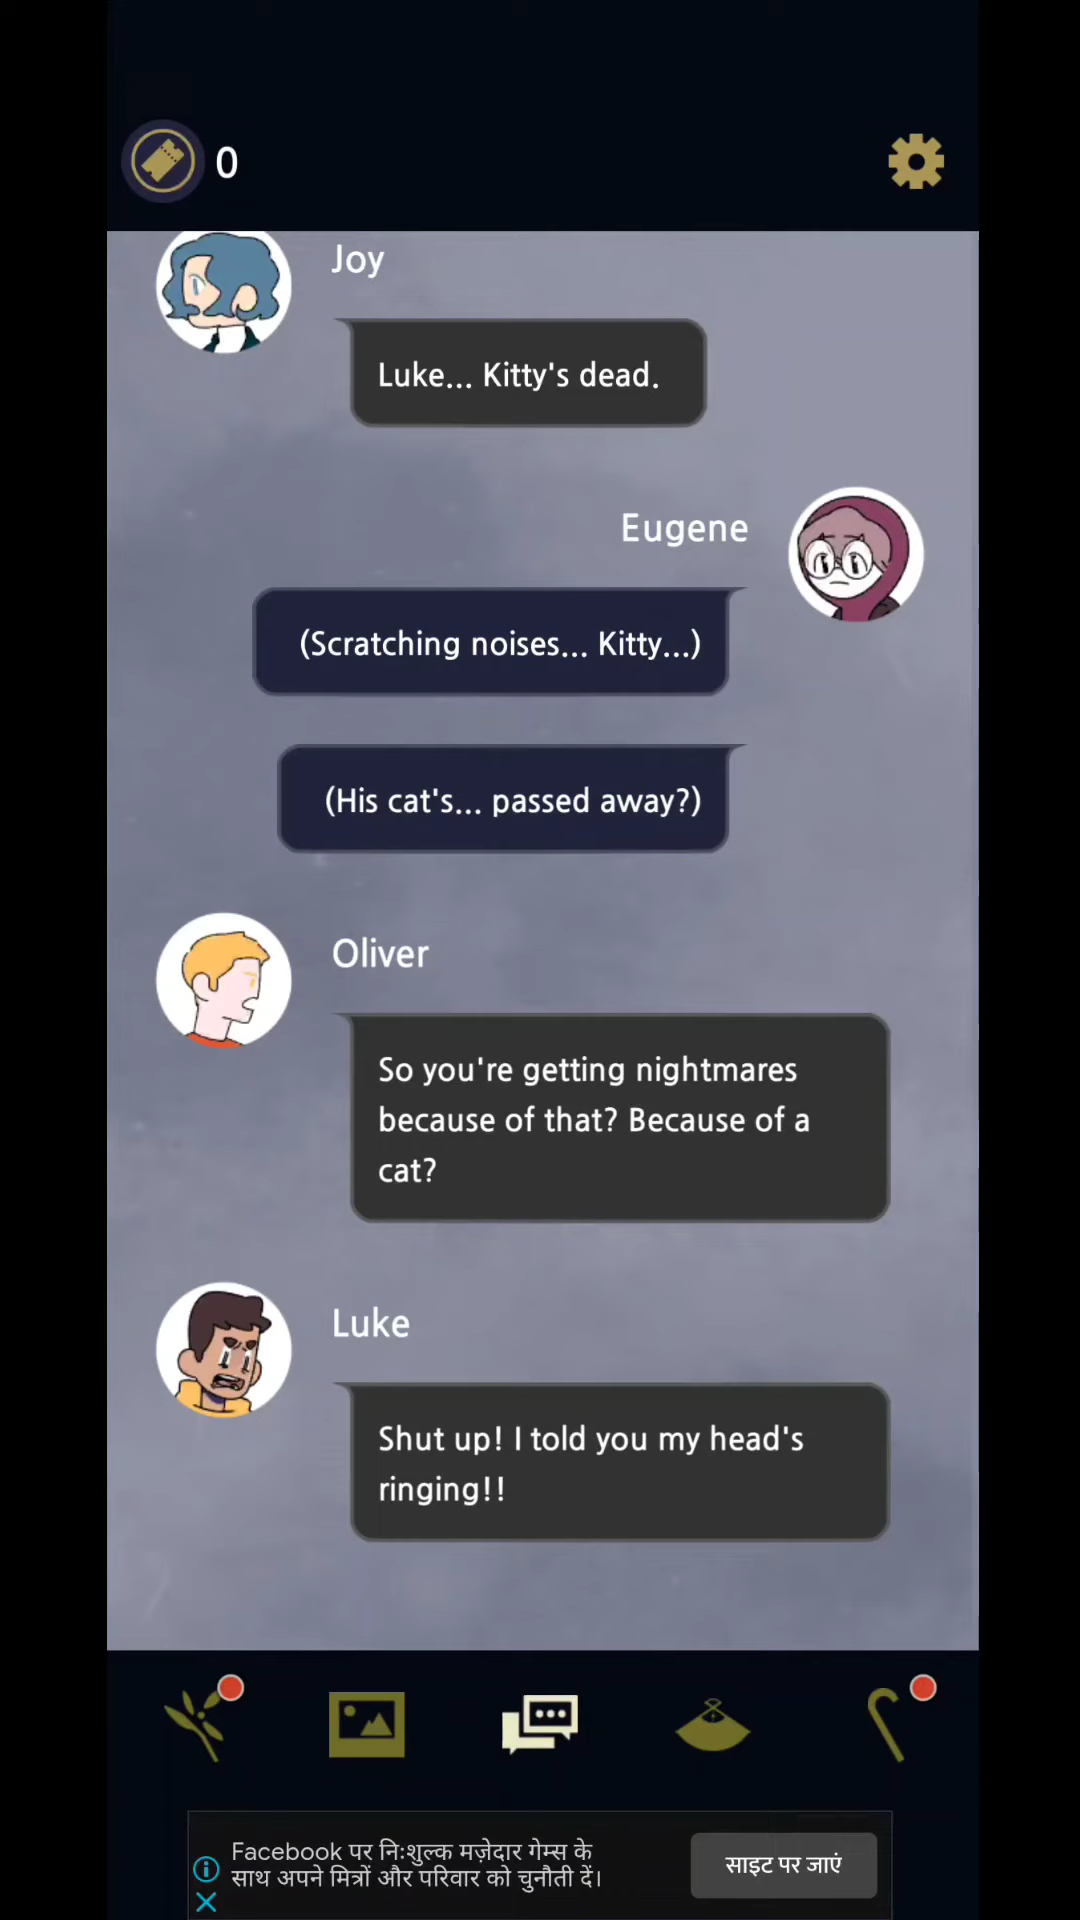 0
Joy
Luke... Kitty's dead.
Eugene
(Scratching noises... Kitty...)
(His cat's... passed away?)
Oliver
So you're getting nightmares
because of that? Because of a
cat?
Luke
Shut up! I told you my head's
ringing!!
Facebook पर निःशुल्क मज़ेदार गेम्स के
साथ अपने मित्रों और परिवार को चुनौती दें।
साइट पर जाएं